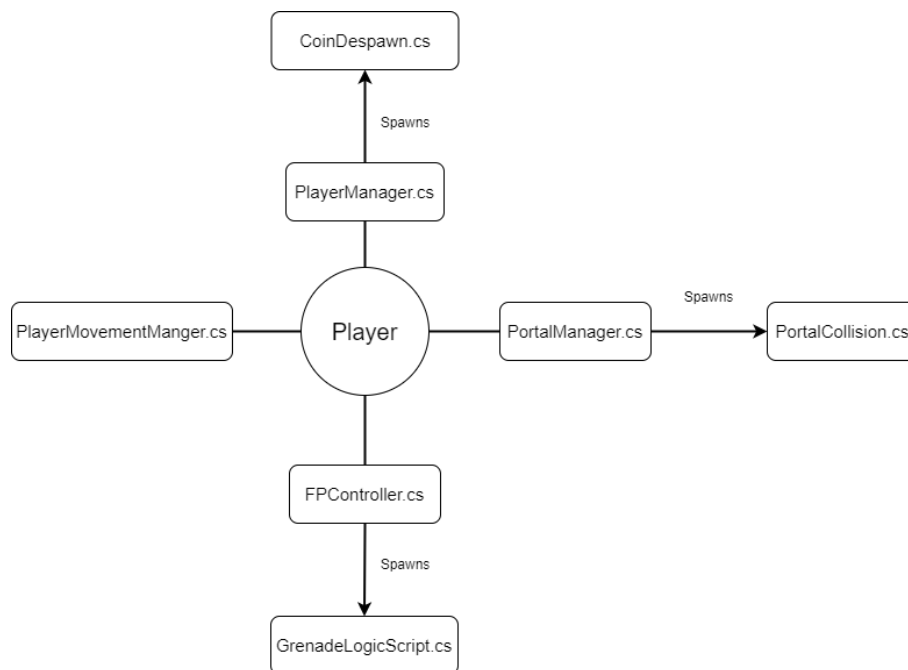 CoinDespawn.cs
Spawns
PlayerManager.cs
Spawns
PlayerMovementManger.cs
Player
PortalManager.cs
PortalCollision.cs
FPController.cs
Spawns
GrenadeLogicScript.cs